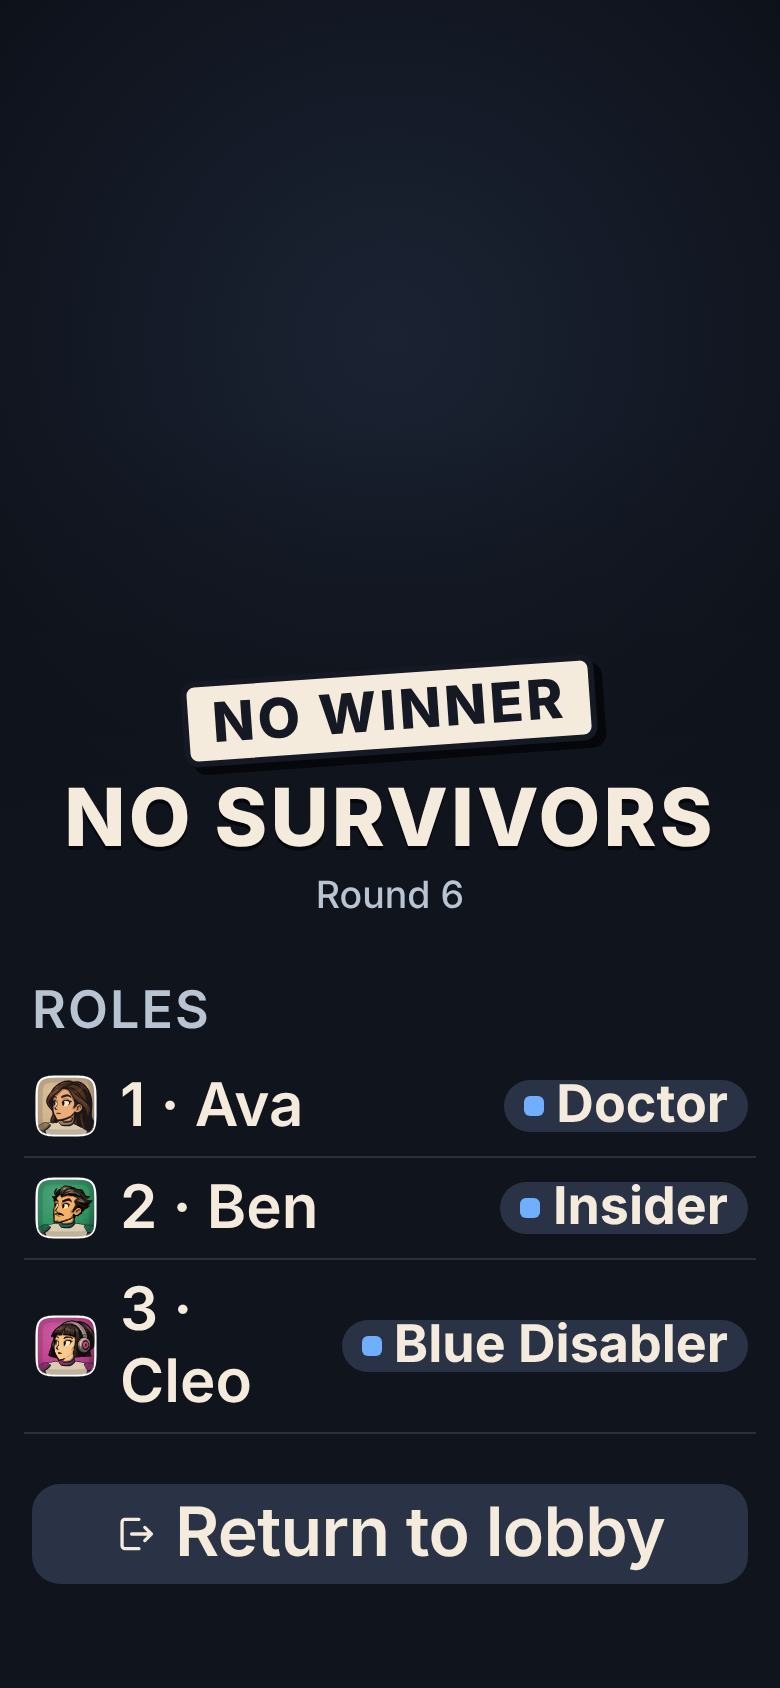 NO WINNER
NO SURVIVORS
Round 6
ROLES
1 · Ava
Doctor
2 · Ben
Insider
3 ·
Cleo
Blue Disabler
Return to lobby